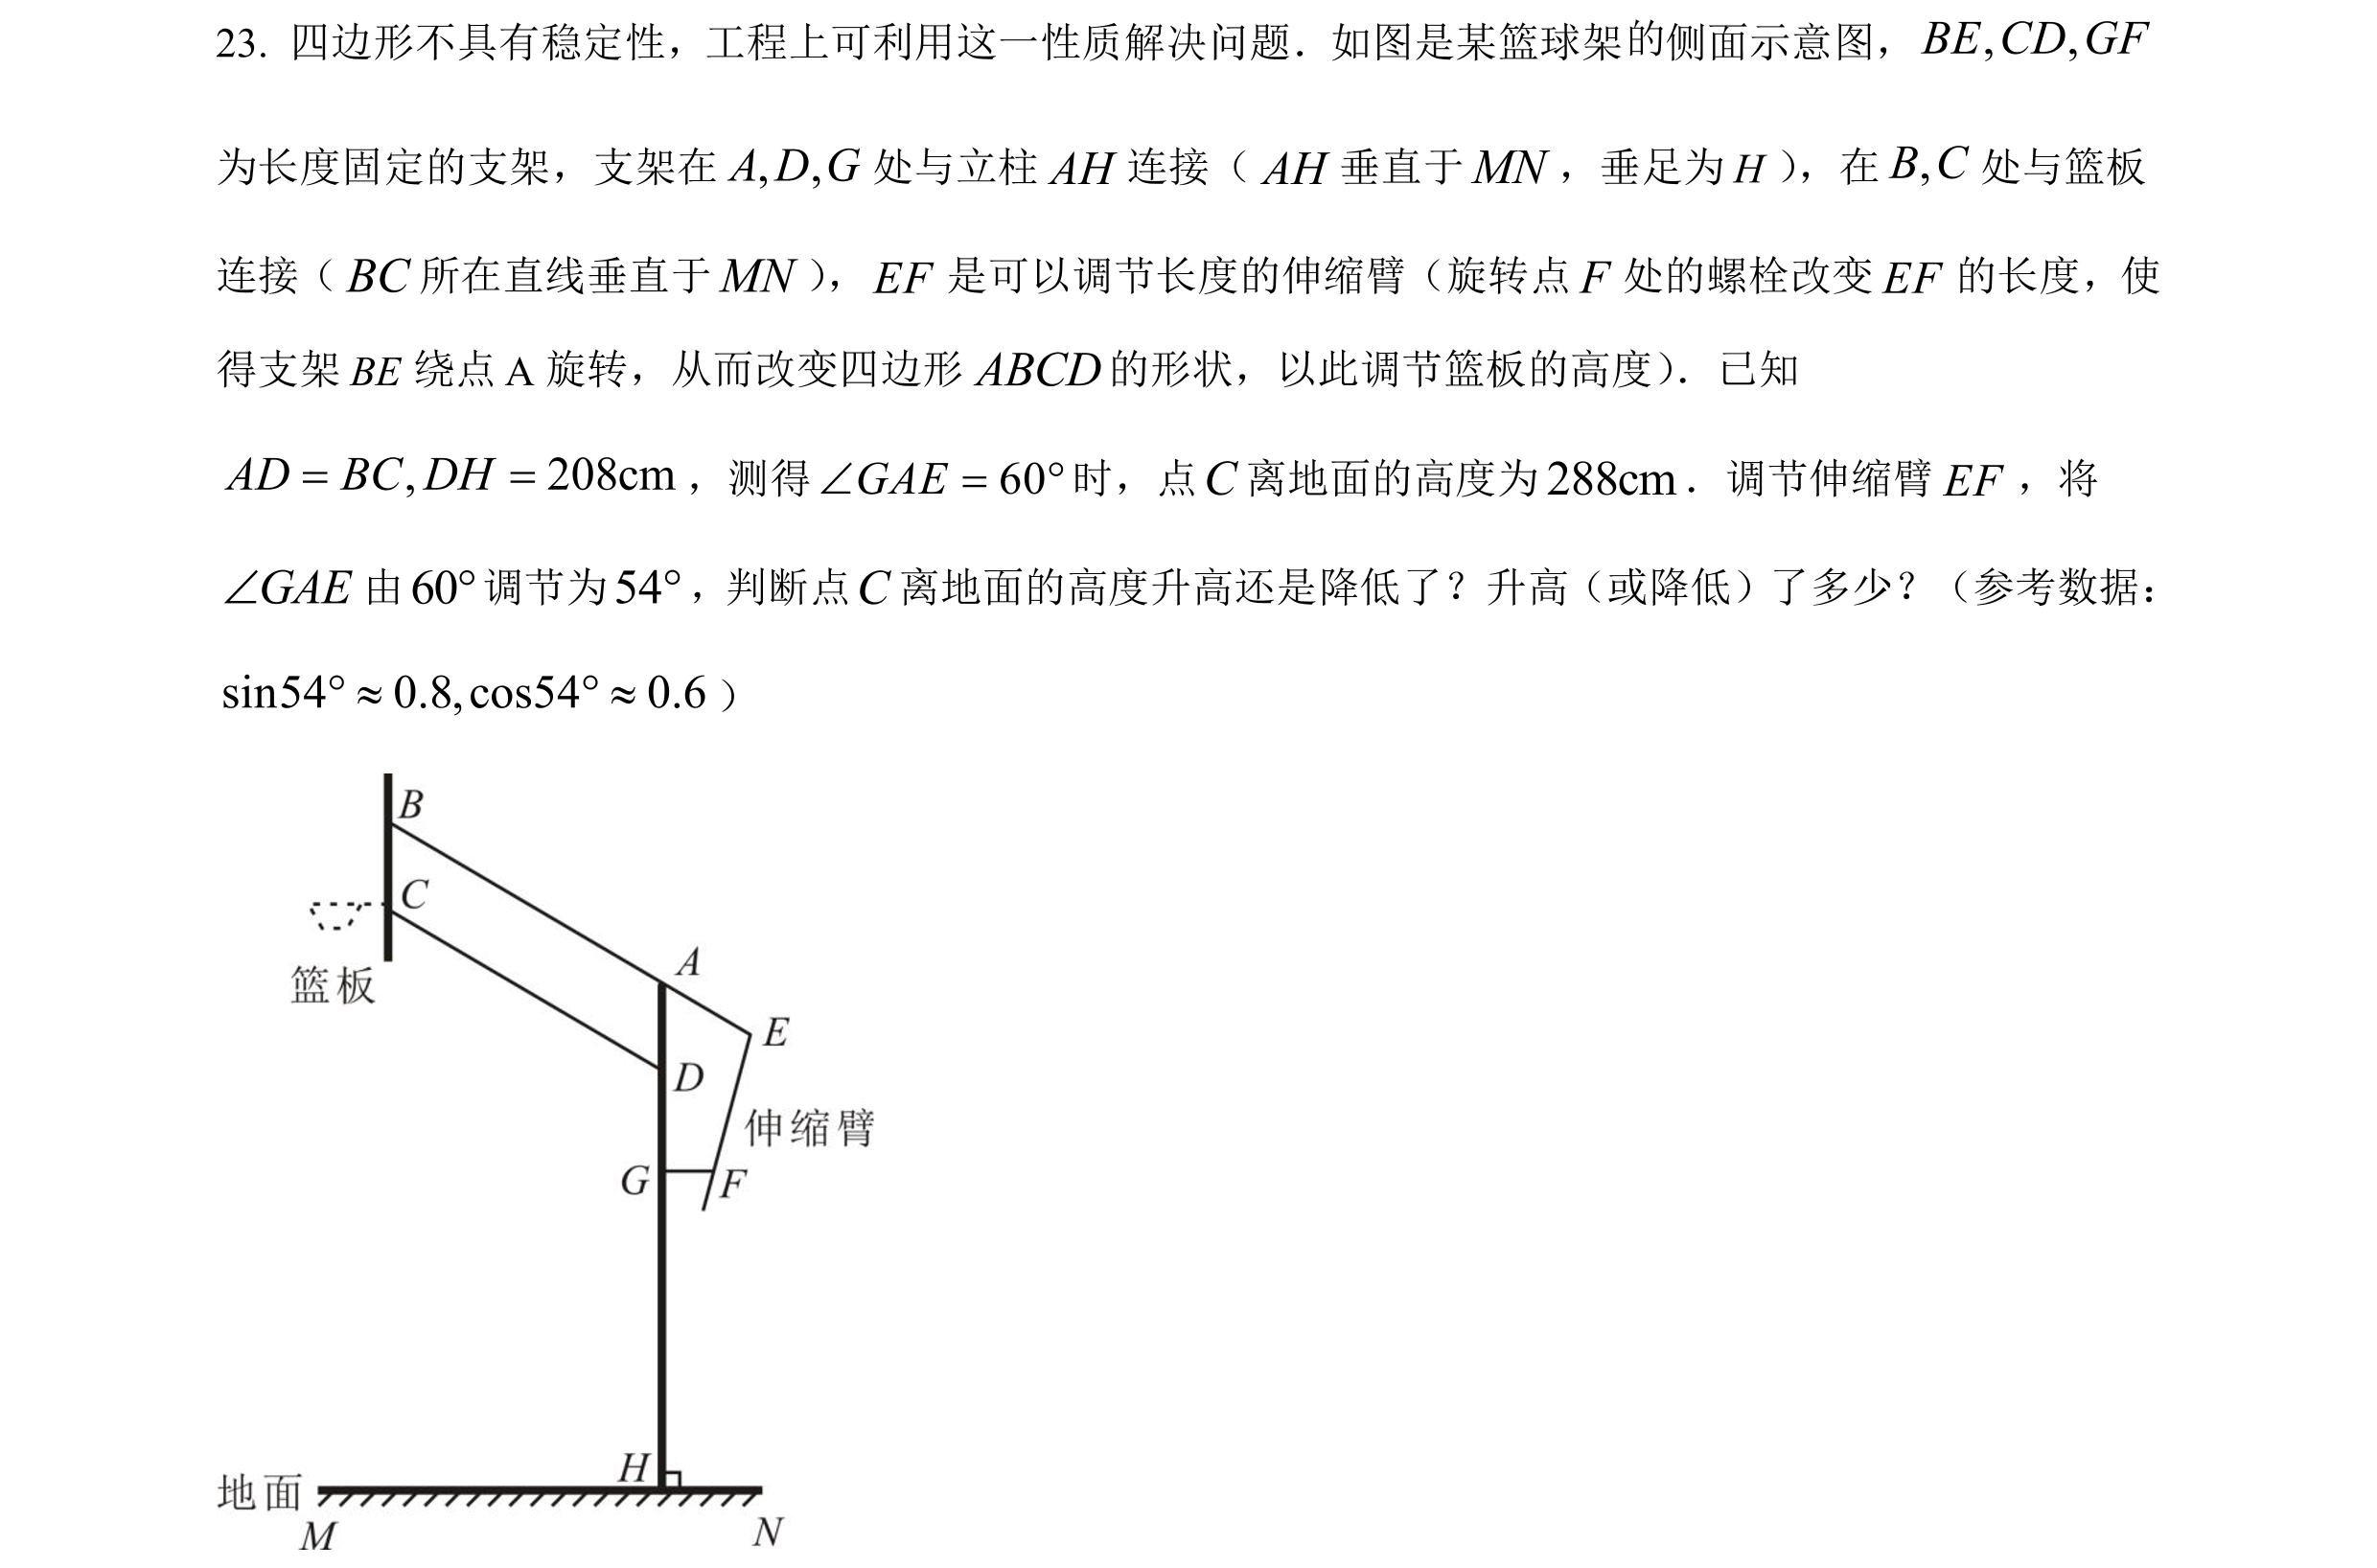 23. 四边形不具有稳定性，工程上可利用这一性质解决问题．如图是某篮球架的侧面示意图，BE,CD,GF
为长度固定的支架，支架在 A,D,G 处与立柱 AH 连接（AH 垂直于 MN，垂足为 H），在 B,C 处与篮板
连接（BC 所在直线垂直于 MN），EF 是可以调节长度的伸缩臂（旋转点 F 处的螺栓改变 EF 的长度，使
得支架 BE 绕点 A 旋转，从而改变四边形 ABCD 的形状，以此调节篮板的高度）．已知
AD = BC, DH = 208cm，测得 ∠GAE = 60° 时，点 C 离地面的高度为 288cm．调节伸缩臂 EF，将
∠GAE 由 60° 调节为 54°，判断点 C 离地面的高度升高还是降低了？升高（或降低）了多少？（参考数据：
sin54° ≈ 0.8, cos54° ≈ 0.6）
B
C
A
篮板
E
D
伸缩臂
G
F
H
地面
M
N